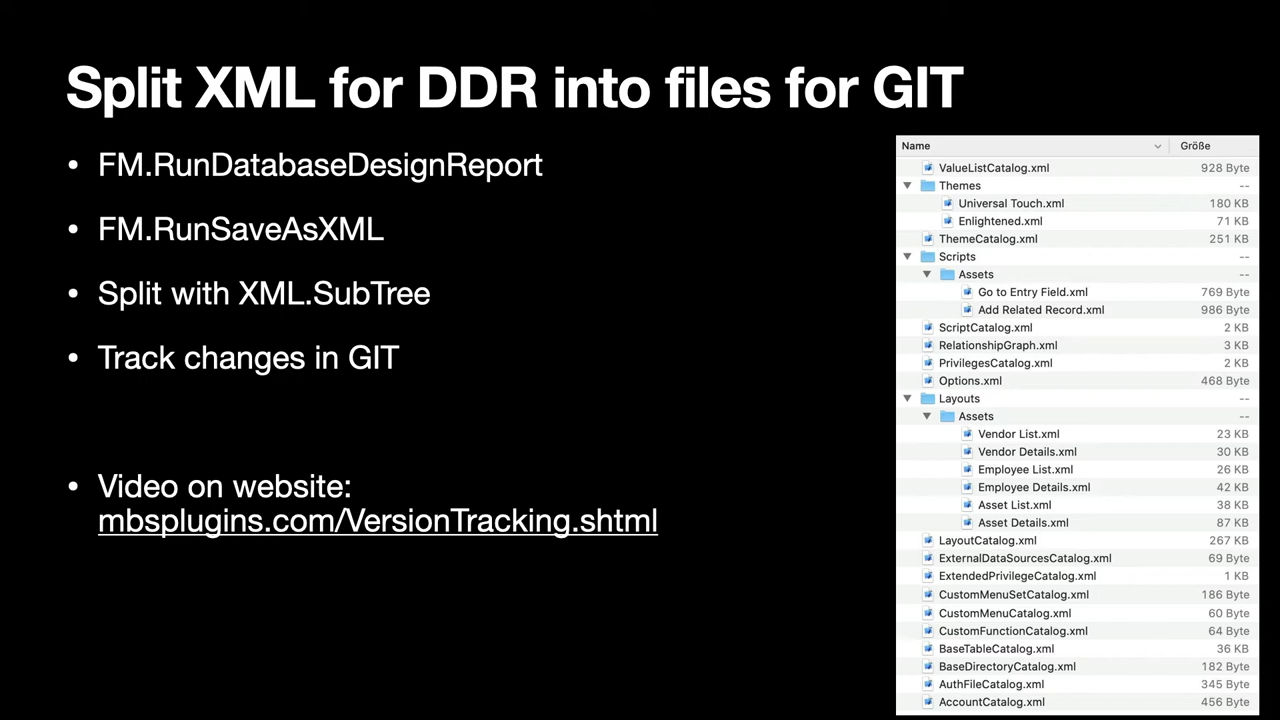 Split XML for DDR into files for GIT
• FM.RunDatabaseDesignReport
• FM.RunSaveAsXML
• Split with XML.SubTree
• Track changes in GIT
• Video on website:
mbsplugins.com/VersionTracking.shtml
Name Größe
ValueListCatalog.xml 928 Byte
Themes --
Universal Touch.xml 180 KB
Enlightened.xml 71 KB
ThemeCatalog.xml 251 KB
Scripts --
Assets --
Go to Entry Field.xml 769 Byte
Add Related Record.xml 986 Byte
ScriptCatalog.xml 2 KB
RelationshipGraph.xml 3 KB
PrivilegesCatalog.xml 2 KB
Options.xml 468 Byte
Layouts --
Assets --
Vendor List.xml 23 KB
Vendor Details.xml 30 KB
Employee List.xml 26 KB
Employee Details.xml 42 KB
Asset List.xml 38 KB
Asset Details.xml 87 KB
LayoutCatalog.xml 267 KB
ExternalDataSourcesCatalog.xml 69 Byte
ExtendedPrivilegeCatalog.xml 1 KB
CustomMenuSetCatalog.xml 186 Byte
CustomMenuCatalog.xml 60 Byte
CustomFunctionCatalog.xml 64 Byte
BaseTableCatalog.xml 36 KB
BaseDirectoryCatalog.xml 182 Byte
AuthFileCatalog.xml 345 Byte
AccountCatalog.xml 456 Byte